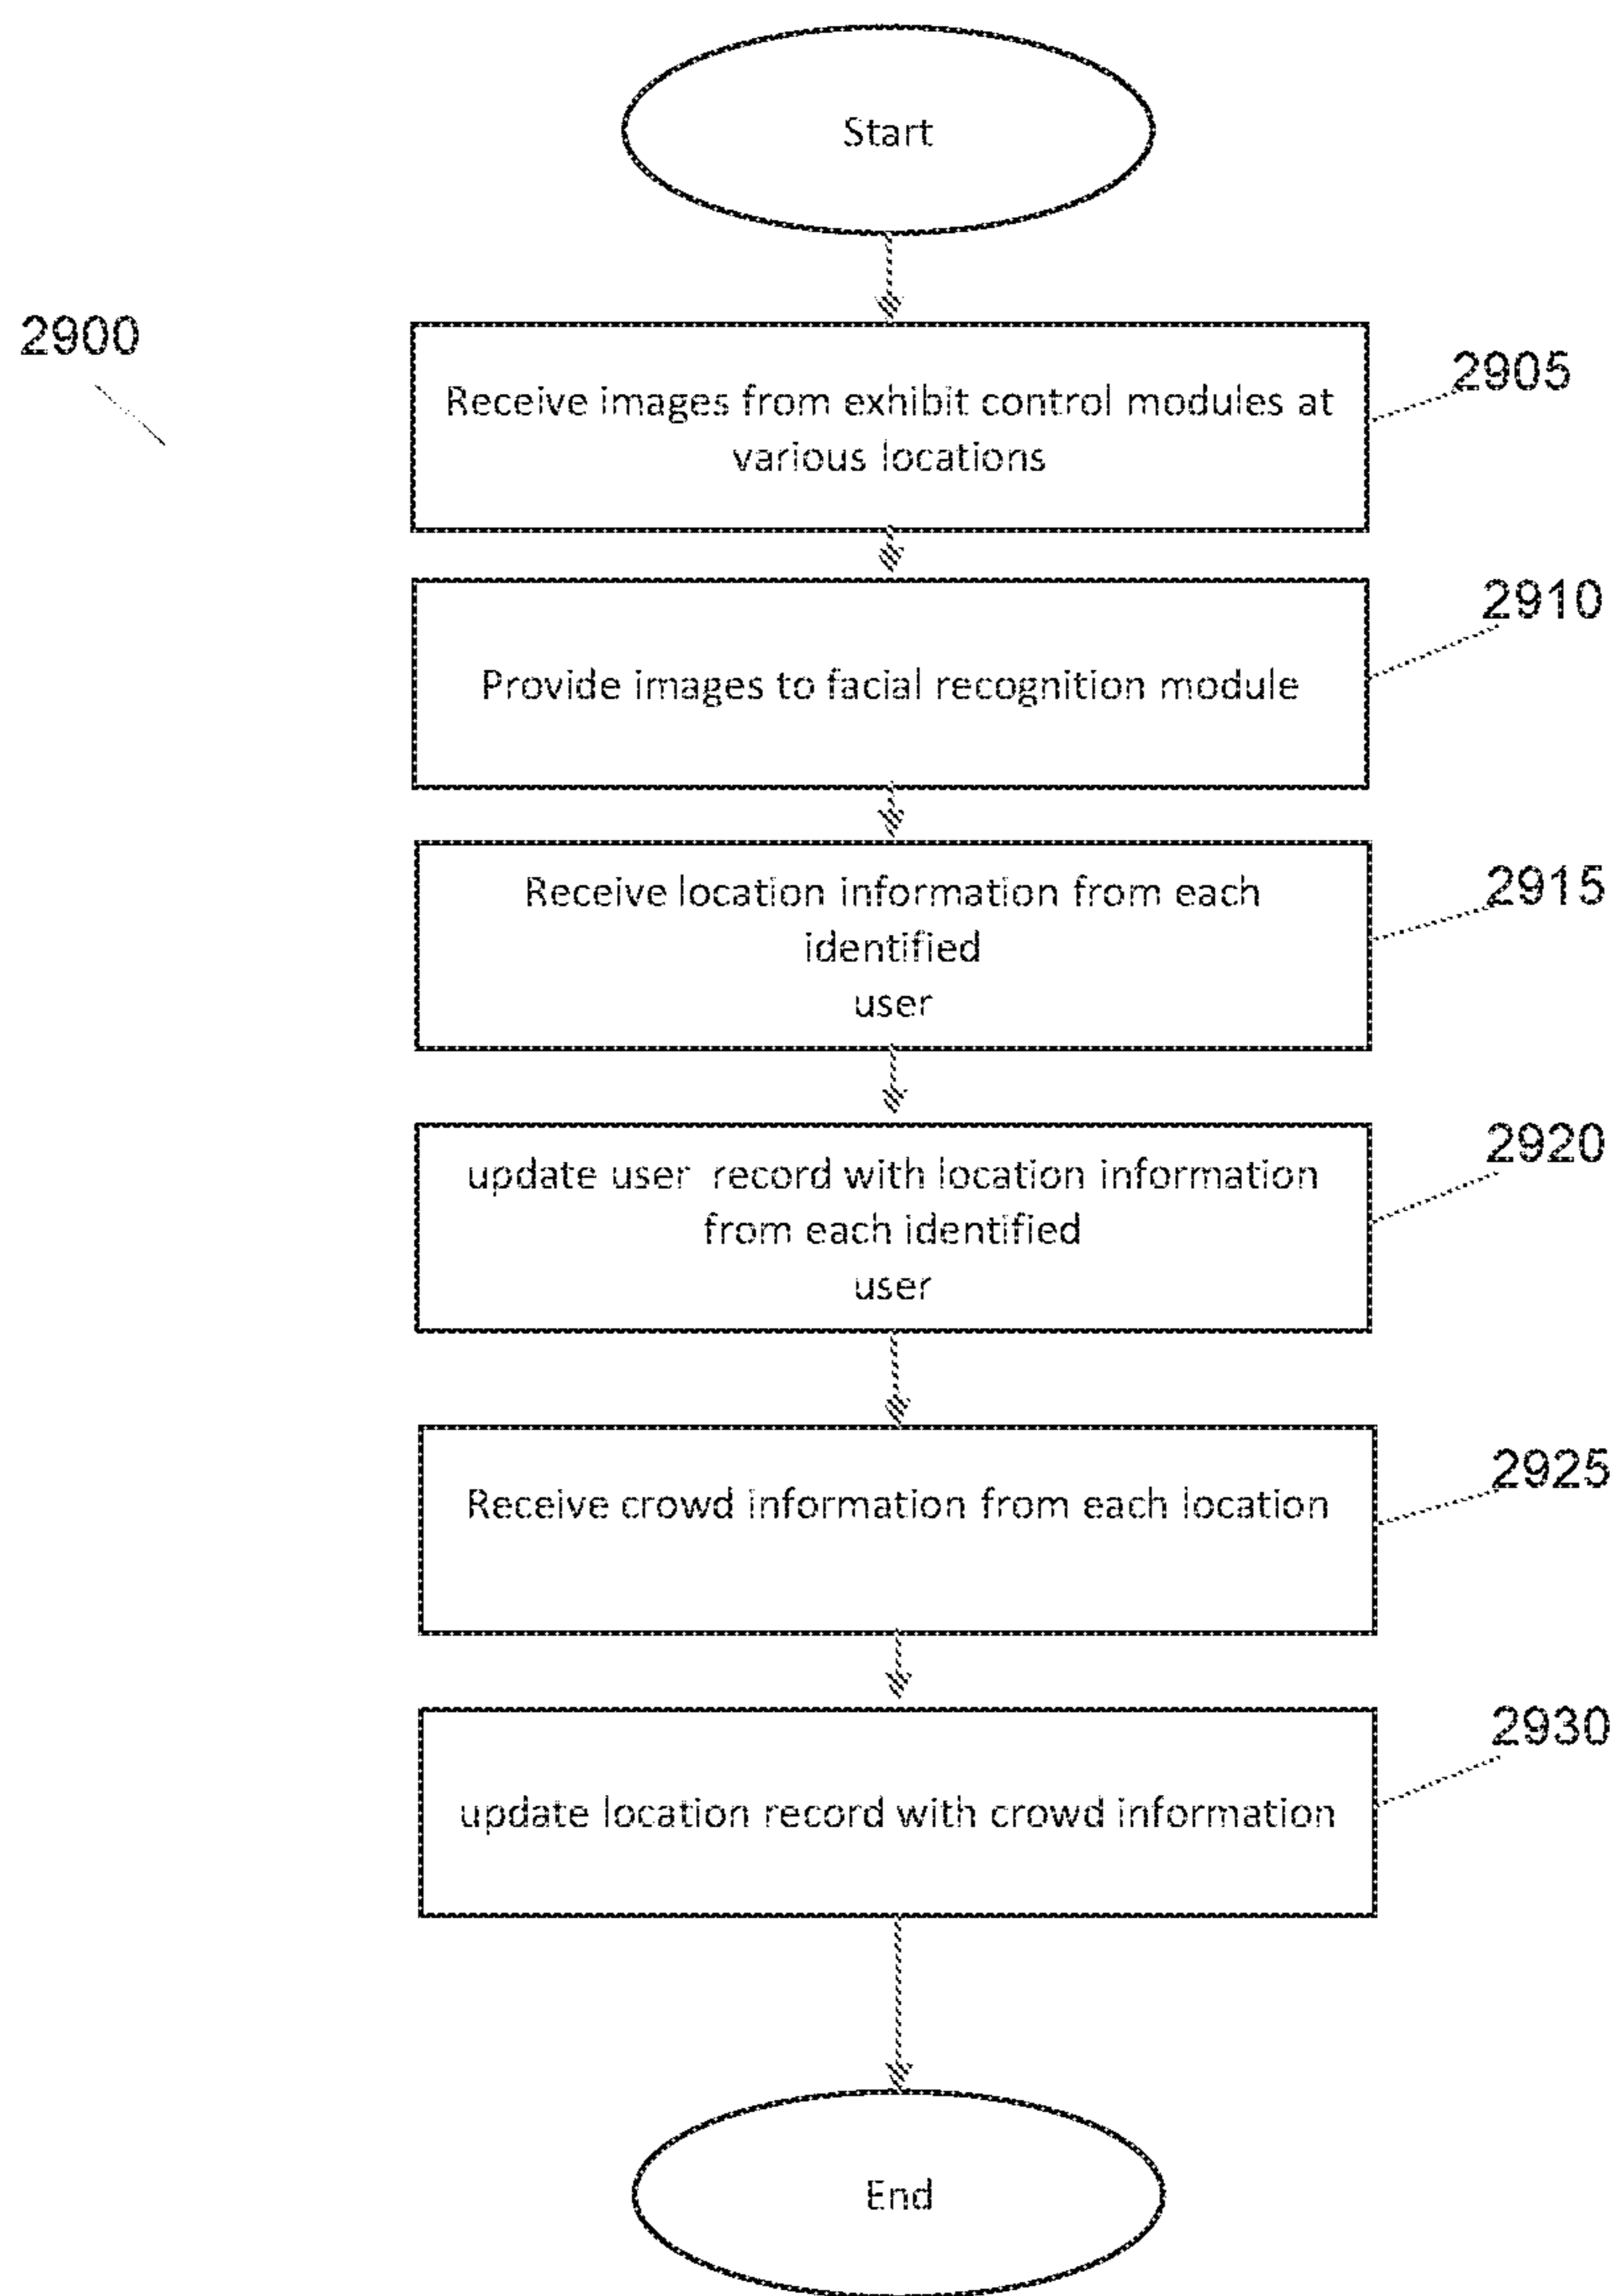 Start
2900
Receive images from exhibit control modules at
various locations
2905
Provide images to facial recognition module
2910
Receive location information from each
identified
user
2915
update user record with location information
from each identified
user
2920
Receive crowd information from each location
2925
update location record with crowd information
2930
End